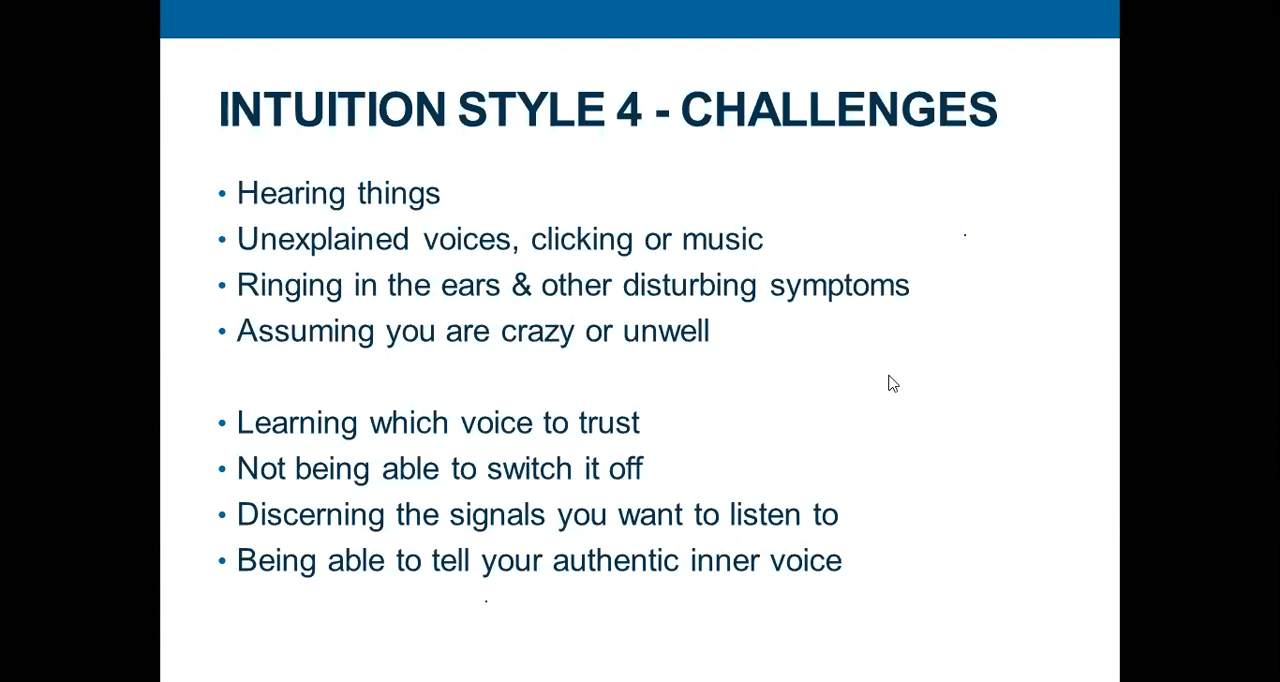 INTUITION STYLE 4 - CHALLENGES
• Hearing things
• Unexplained voices, clicking or music
• Ringing in the ears & other disturbing symptoms
• Assuming you are crazy or unwell
• Learning which voice to trust
• Not being able to switch it off
• Discerning the signals you want to listen to
• Being able to tell your authentic inner voice